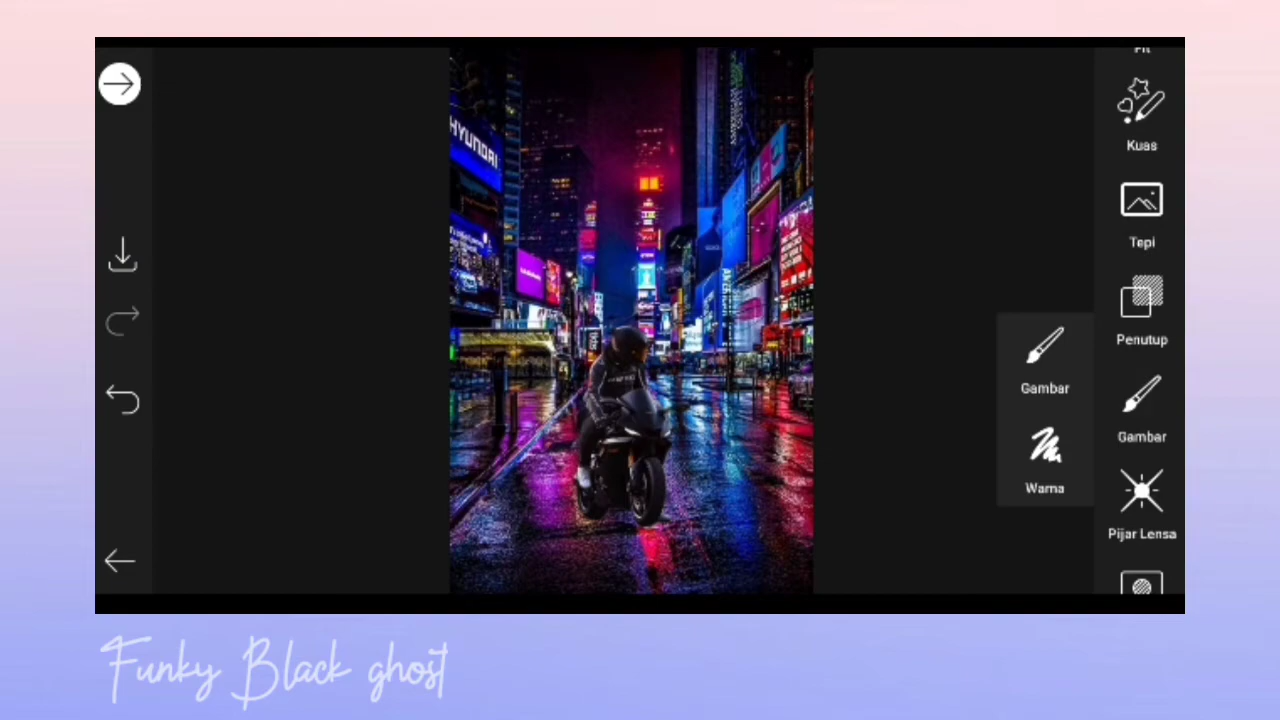 Fit
Kuas
Tepi
Penutup
Gambar
Pijar Lensa
Gambar
Warna
HYUNDAI
Funky Black ghost